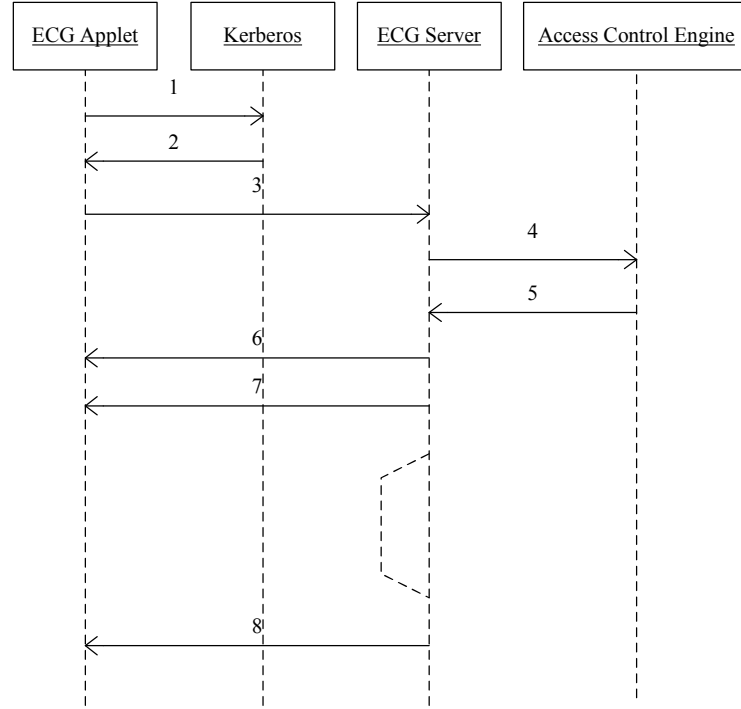 ECG Applet
Kerberos
ECG Server
Access Control Engine
1
2
3
4
5
6
7
8